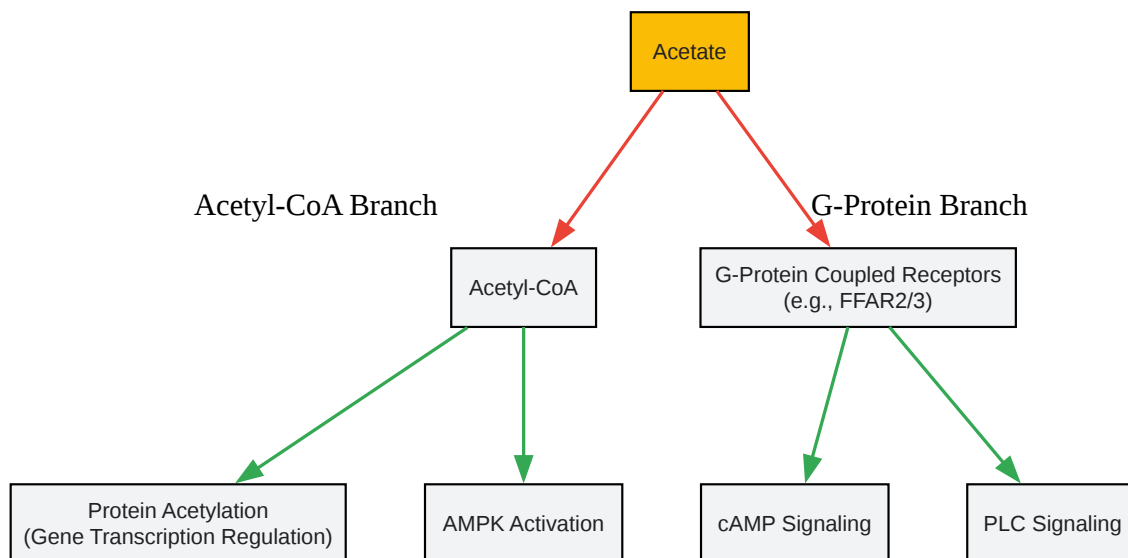 Acetate
Acetyl-CoA Branch
G-Protein Branch
Acetyl-CoA
G-Protein Coupled Receptors
(e.g., FFAR2/3)
Protein Acetylation
(Gene Transcription Regulation)
AMPK Activation
cAMP Signaling
PLC Signaling